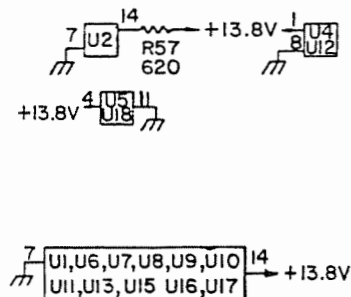 14
7 U2 +13.8V 1 U4
R57 8 U12
620
4 U5 11
+13.8V U18
7 U1,U6,U7,U8,U9,U10 14
U11,U13,U15 U16,U17 +13.8V